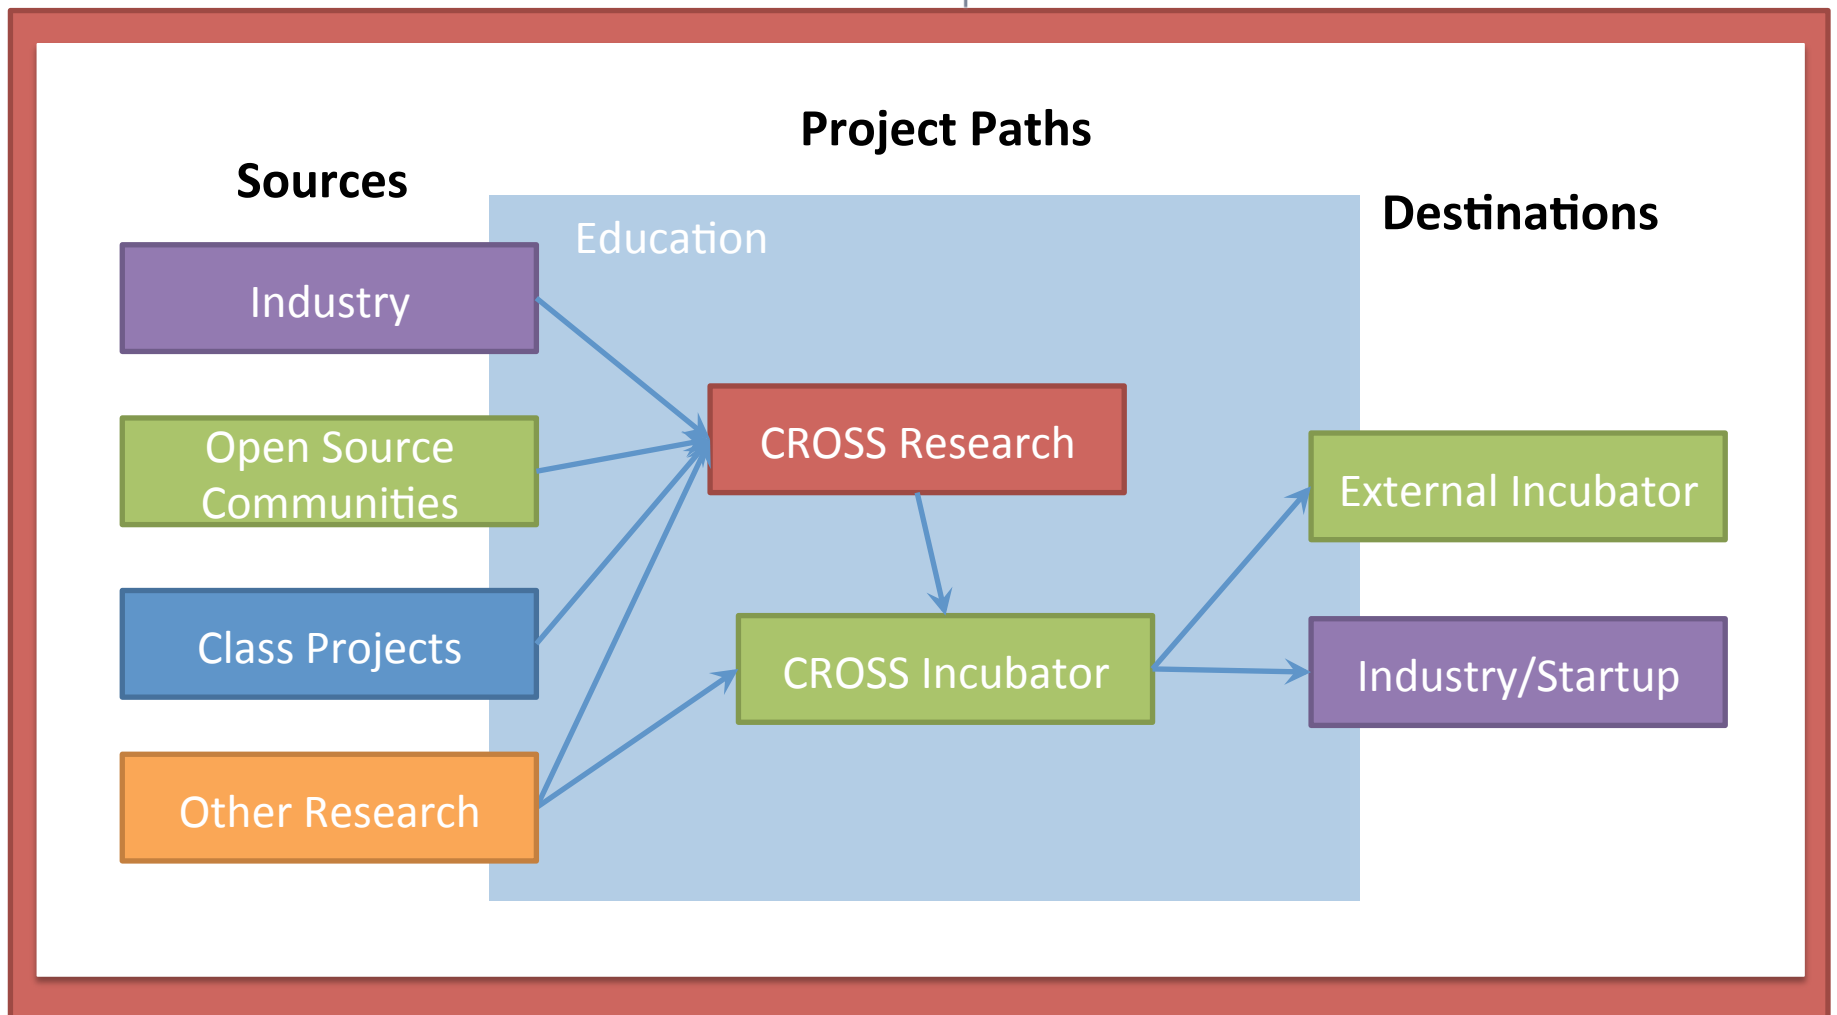 Project Paths
Sources
Destinations
Education
Industry
Open Source
Communities
Class Projects
Other Research
CROSS Research
CROSS Incubator
External Incubator
Industry/Startup